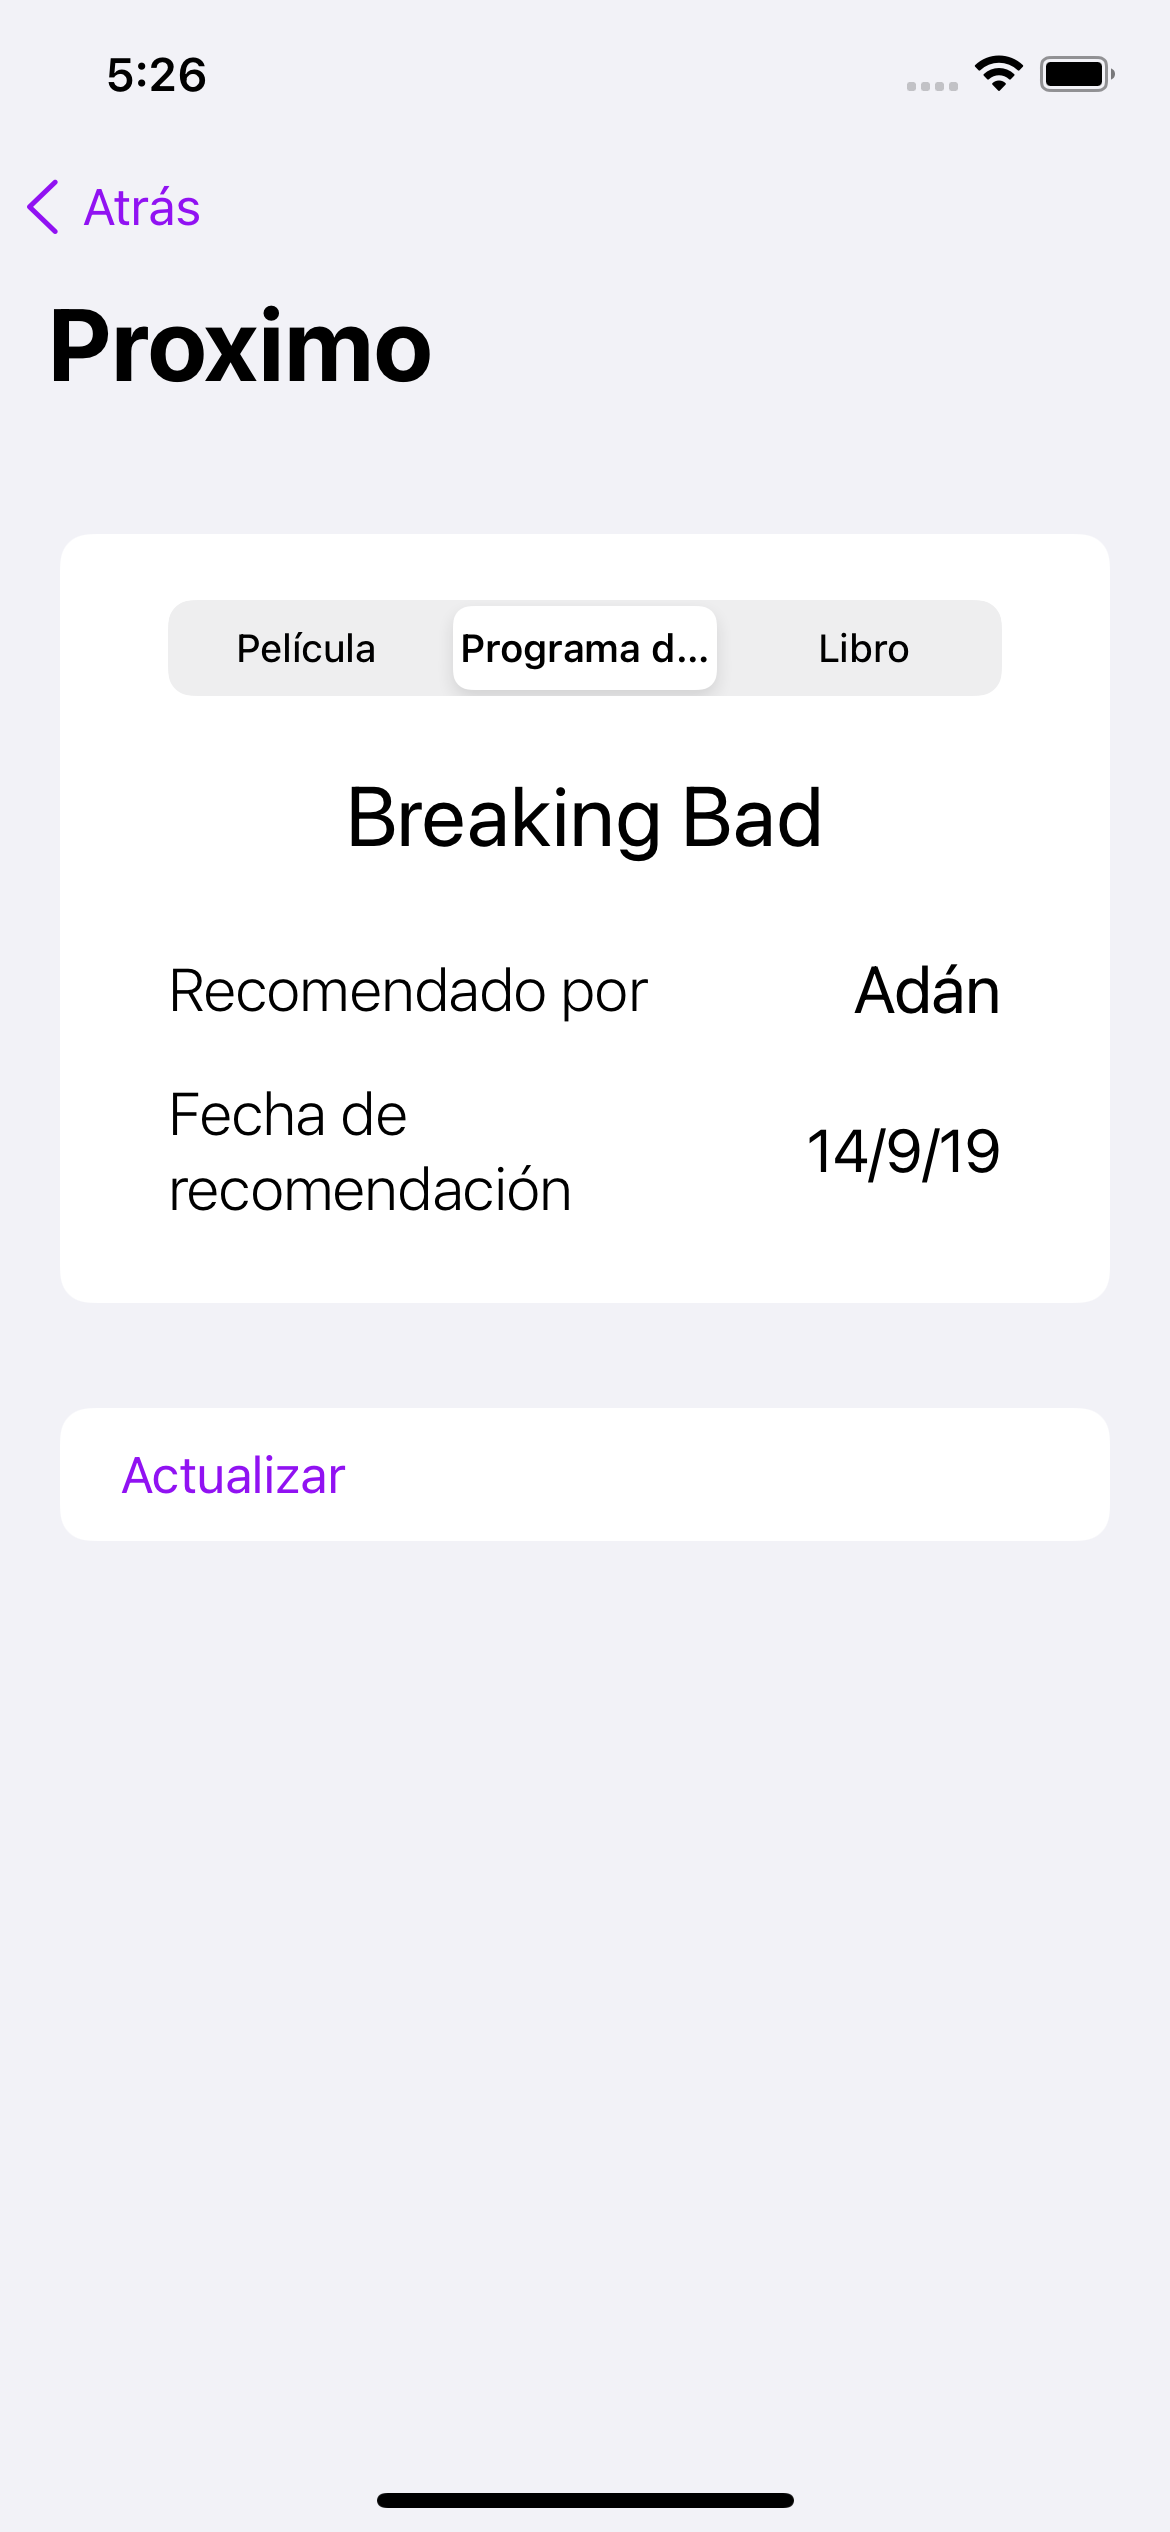 5:26
Atrás
Proximo
Película
Programa d...
Libro
Breaking Bad
Recomendado por
Adán
Fecha de
recomendación
14/9/19
Actualizar